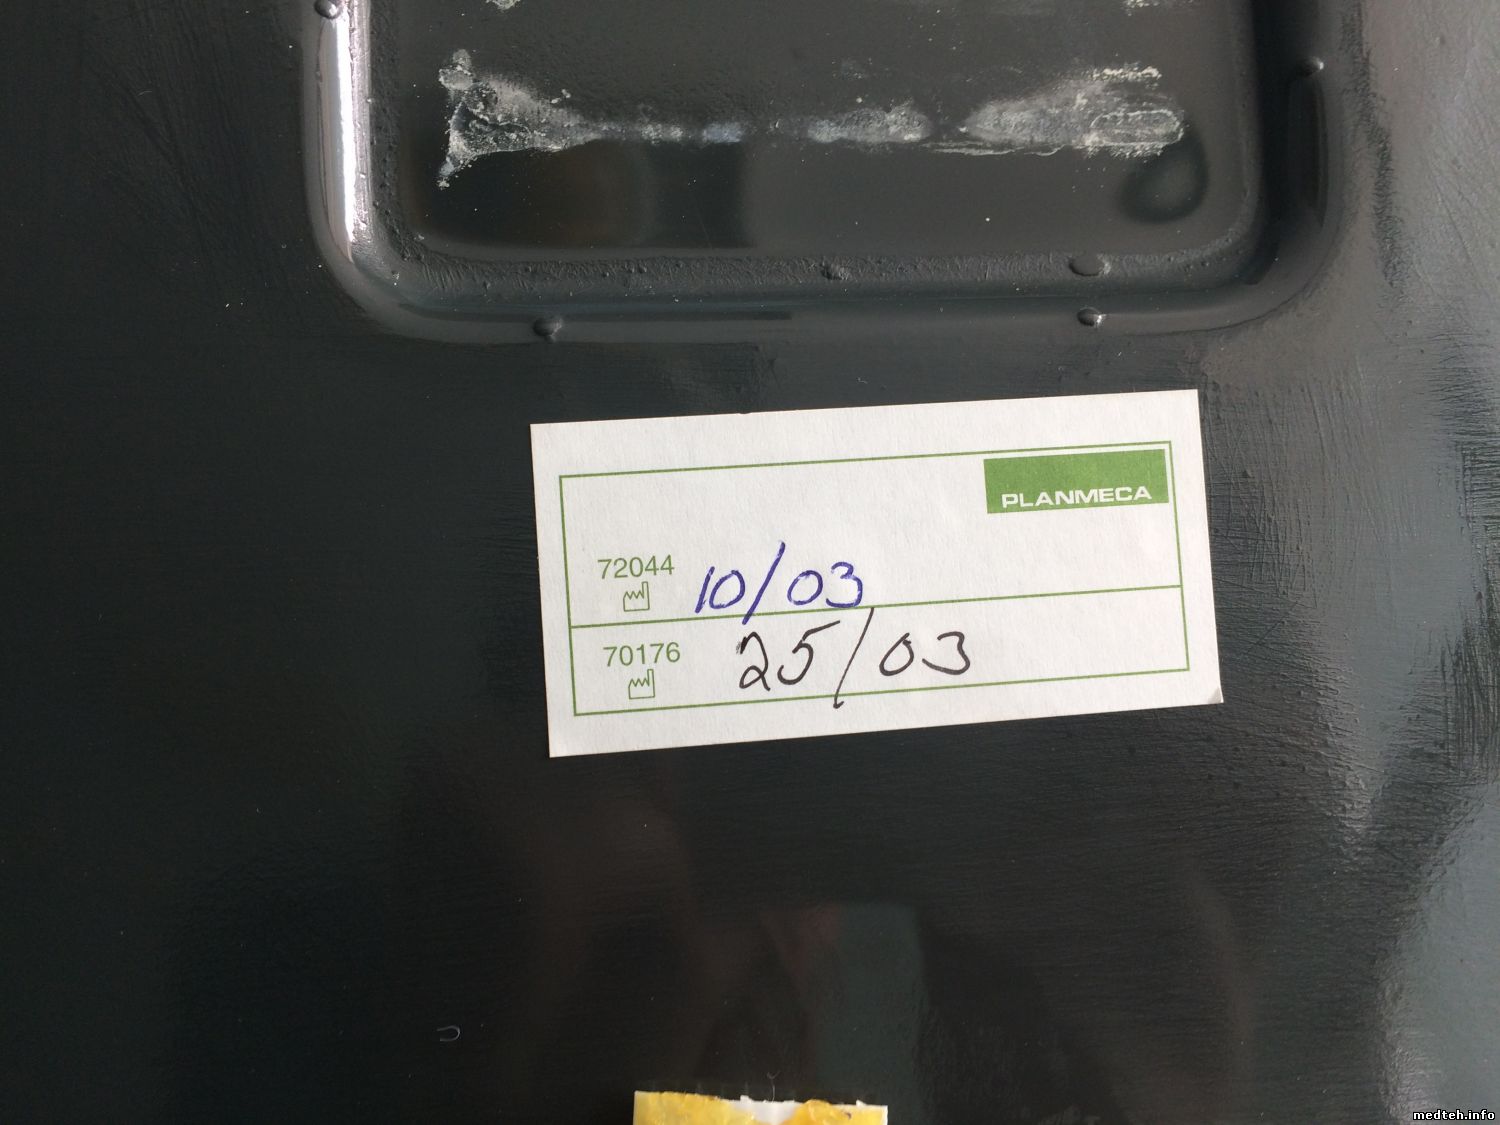 PLANMECA
72044 10/03
70176 25/03
medteh.info